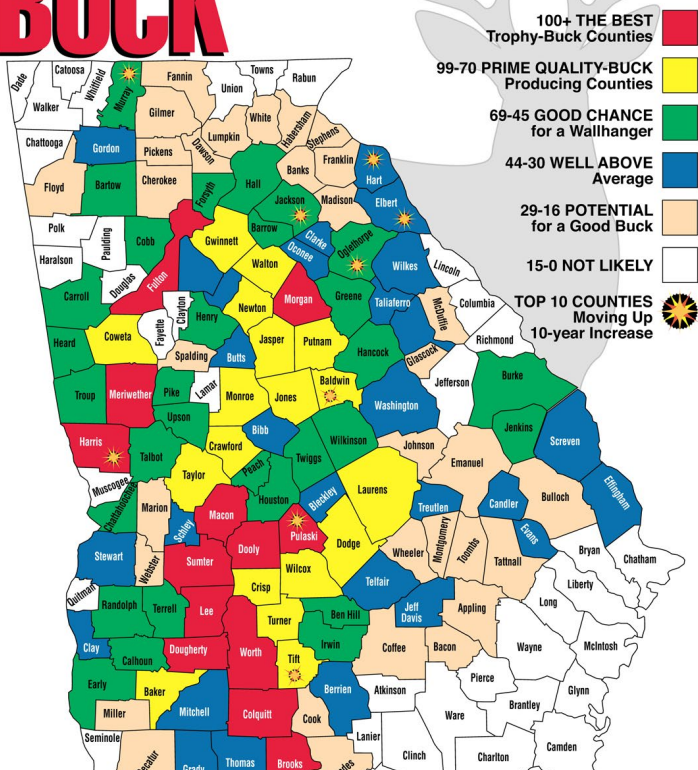 BUCK
100+ THE BEST
Trophy-Buck Counties
99-70 PRIME QUALITY-BUCK
Producing Counties
69-45 GOOD CHANCE
for a Wallhanger
44-30 WELL ABOVE
Average
29-16 POTENTIAL
for a Good Buck
15-0 NOT LIKELY
TOP 10 COUNTIES
Moving Up
10-year Increase
Dade
Catoosa
Whitfield
Murray
Fannin
Union
Towns
Rabun
Walker
Gilmer
Lumpkin
White
Habersham
Stephens
Chattooga
Gordon
Pickens
Dawson
Banks
Franklin
Hart
Floyd
Bartow
Cherokee
Forsyth
Hall
Jackson
Madison
Elbert
Polk
Paulding
Cobb
Gwinnett
Barrow
Clarke
Oconee
Oglethorpe
Haralson
Douglas
Fulton
Walton
Wilkes
Lincoln
Carroll
Clayton
Newton
Morgan
Greene
Taliaferro
McDuffie
Columbia
Heard
Coweta
Fayette
Henry
Spalding
Butts
Jasper
Putnam
Hancock
Glascock
Richmond
Troup
Meriwether
Pike
Lamar
Monroe
Jones
Baldwin
Washington
Jefferson
Burke
Upson
Harris
Talbot
Crawford
Bibb
Wilkinson
Johnson
Jenkins
Screven
Muscogee
Chattahoochee
Taylor
Peach
Twiggs
Emanuel
Marion
Schley
Macon
Houston
Bleckley
Laurens
Treutlen
Candler
Bulloch
Effingham
Stewart
Webster
Sumter
Dooly
Pulaski
Dodge
Wheeler
Montgomery
Toombs
Tattnall
Evans
Bryan
Chatham
Quitman
Randolph
Terrell
Lee
Crisp
Wilcox
Telfair
Jeff
Davis
Appling
Long
Liberty
Clay
Calhoun
Dougherty
Worth
Turner
Ben Hill
Irwin
Coffee
Bacon
Wayne
McIntosh
Early
Baker
Mitchell
Tift
Berrien
Atkinson
Pierce
Glynn
Miller
Colquitt
Cook
Ware
Brantley
Seminole
Lanier
Clinch
Charlton
Camden
Grady
Thomas
Brooks